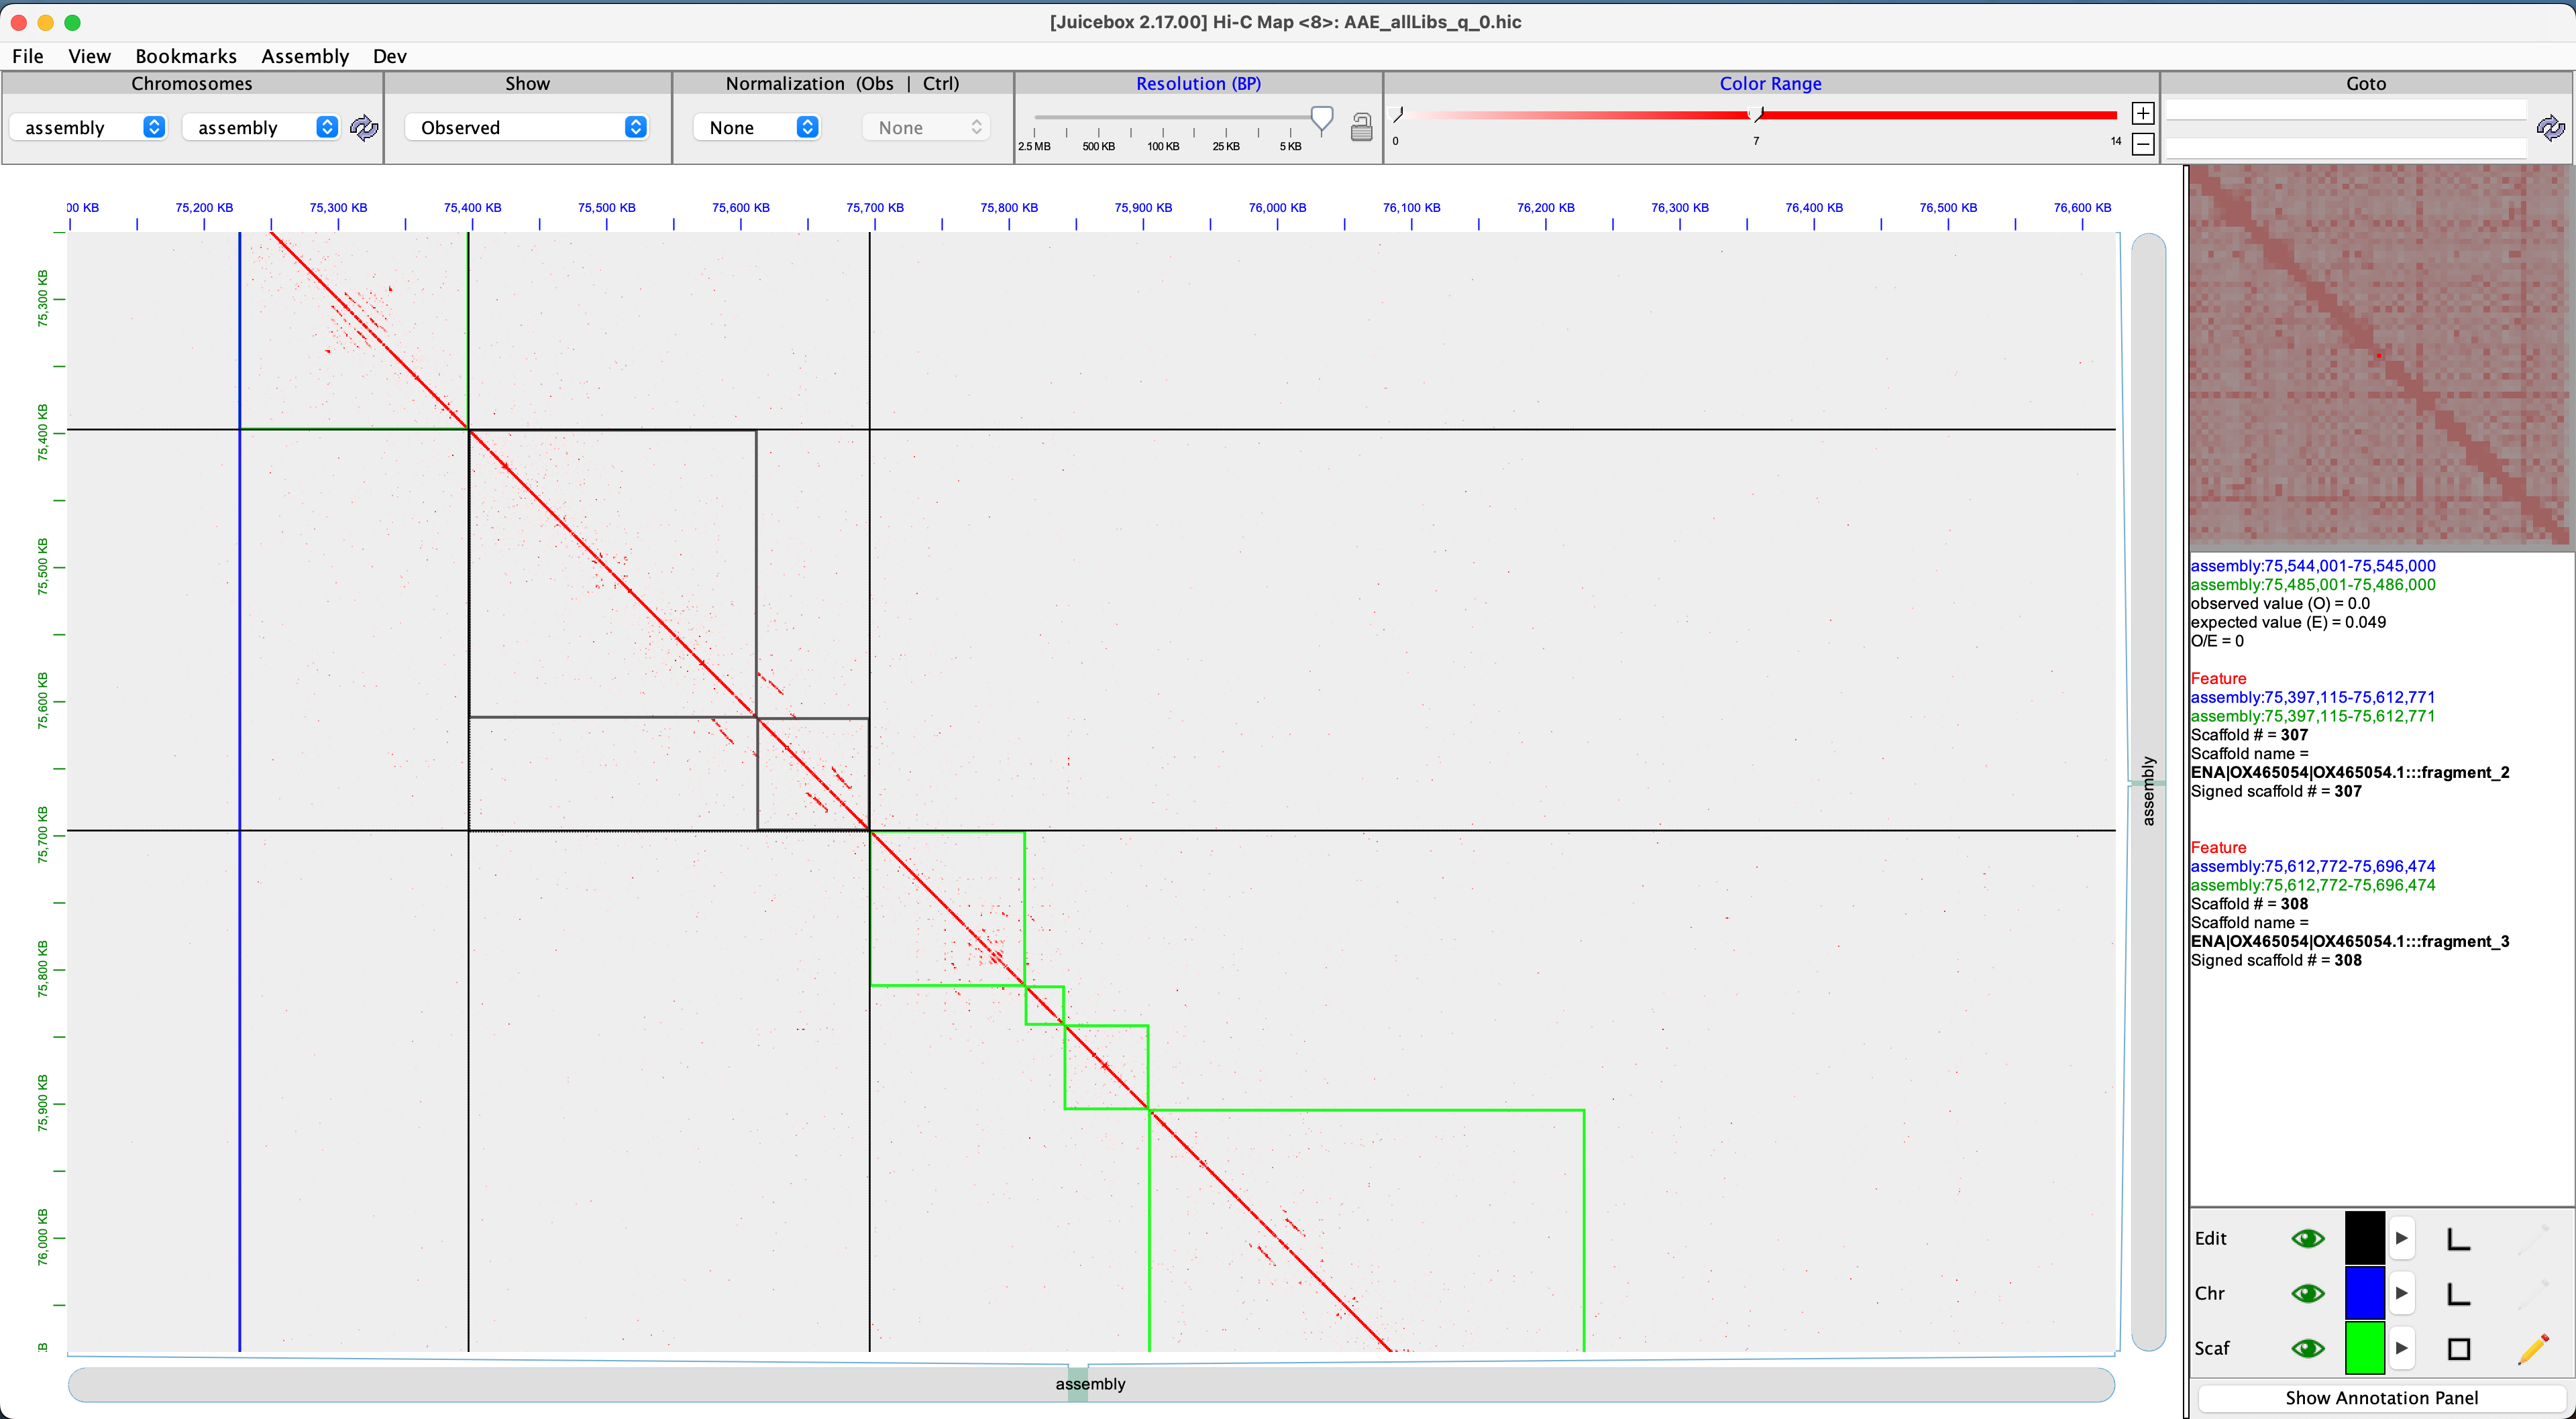 [Juicebox 2.17.00] Hi-C Map <8>: AAE_allLibs_q_0.hic
File View Bookmarks Assembly Dev
Chromosomes Show Normalization (Obs | Ctrl) Resolution (BP) Color Range Goto
assembly assembly Observed None None
2.5 MB 500 KB 100 KB 25 KB 5 KB
0 7 14
00 KB 75,200 KB 75,300 KB 75,400 KB 75,500 KB 75,600 KB 75,700 KB 75,800 KB 75,900 KB 76,000 KB 76,100 KB 76,200 KB 76,300 KB 76,400 KB 76,500 KB 76,600 KB
75,300 KB
75,400 KB
75,500 KB
75,600 KB
75,700 KB
75,800 KB
75,900 KB
76,000 KB
B
assembly
assembly
assembly:75,544,001-75,545,000
assembly:75,485,001-75,486,000
observed value (O) = 0.0
expected value (E) = 0.049
O/E = 0
Feature
assembly:75,397,115-75,612,771
assembly:75,397,115-75,612,771
Scaffold # = 307
Scaffold name =
ENA|OX465054|OX465054.1:::fragment_2
Signed scaffold # = 307
Feature
assembly:75,612,772-75,696,474
assembly:75,612,772-75,696,474
Scaffold # = 308
Scaffold name =
ENA|OX465054|OX465054.1:::fragment_3
Signed scaffold # = 308
Edit
Chr
Scaf
Show Annotation Panel